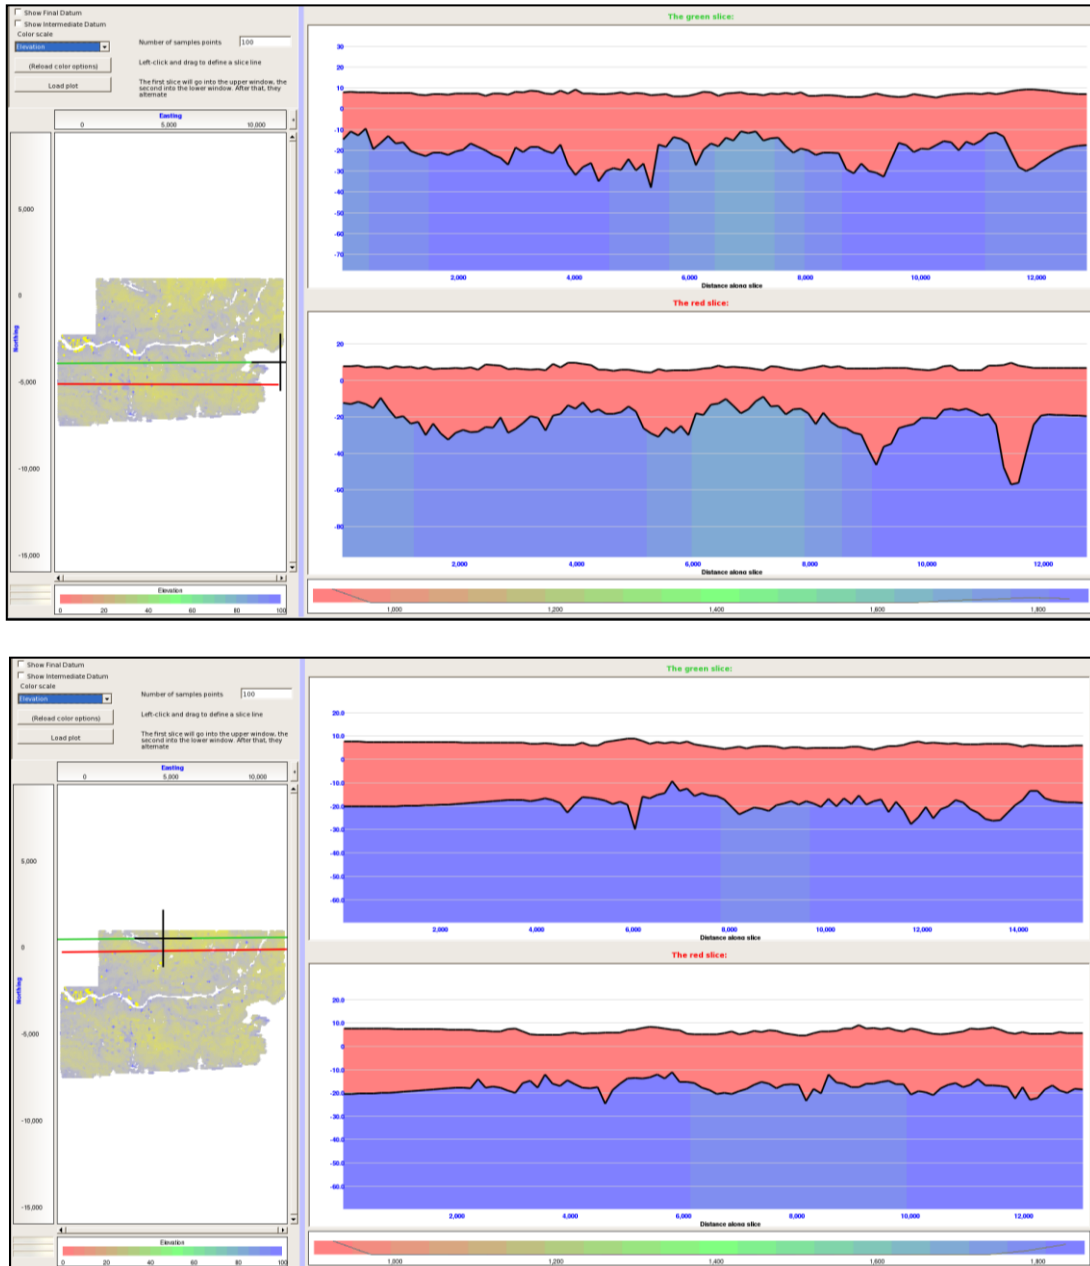 Show Final Datum
Show Intermediate Datum
Color scale
Elevation
(Reload color options)
Load plot
Number of samples points 100
Left-click and drag to define a slice line
The first slice will go into the upper window, the
second into the lower window. After that, they
alternate
Easting
0 5,000 10,000
Northing
5,000
0
-5,000
-10,000
-15,000
Elevation
0 20 40 60 80 100
The green slice:
30
20
10
0
-10
-20
-30
-40
-50
-60
-70
2,000 4,000 6,000 8,000 10,000 12,000
Distance along slice
The red slice:
20
0
-20
-40
-60
-80
2,000 4,000 6,000 8,000 10,000 12,000
Distance along slice
1,000 1,200 1,400 1,600 1,800
Show Final Datum
Show Intermediate Datum
Color scale
Elevation
(Reload color options)
Load plot
Number of samples points 100
Left-click and drag to define a slice line
The first slice will go into the upper window, the
second into the lower window. After that, they
alternate
Easting
0 5,000 10,000
Northing
5,000
0
-5,000
-10,000
-15,000
Elevation
0 20 40 60 80 100
The green slice:
20.0
10.0
0
-10.0
-20.0
-30.0
-40.0
-50.0
-60.0
2,000 4,000 6,000 8,000 10,000 12,000 14,000
Distance along slice
The red slice:
20.0
10.0
0
-10.0
-20.0
-30.0
-40.0
-50.0
-60.0
2,000 4,000 6,000 8,000 10,000 12,000
Distance along slice
1,000 1,200 1,400 1,600 1,800